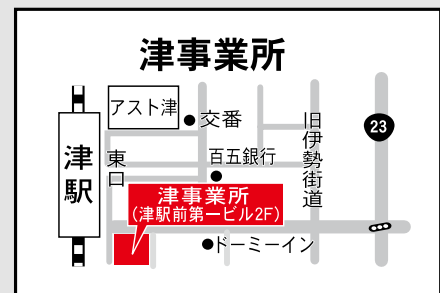 津事業所
アスト津
交番
旧伊勢街道
23
津駅
東口
百五銀行
津事業所
(津駅前第一ビル2F)
ドーミーイン